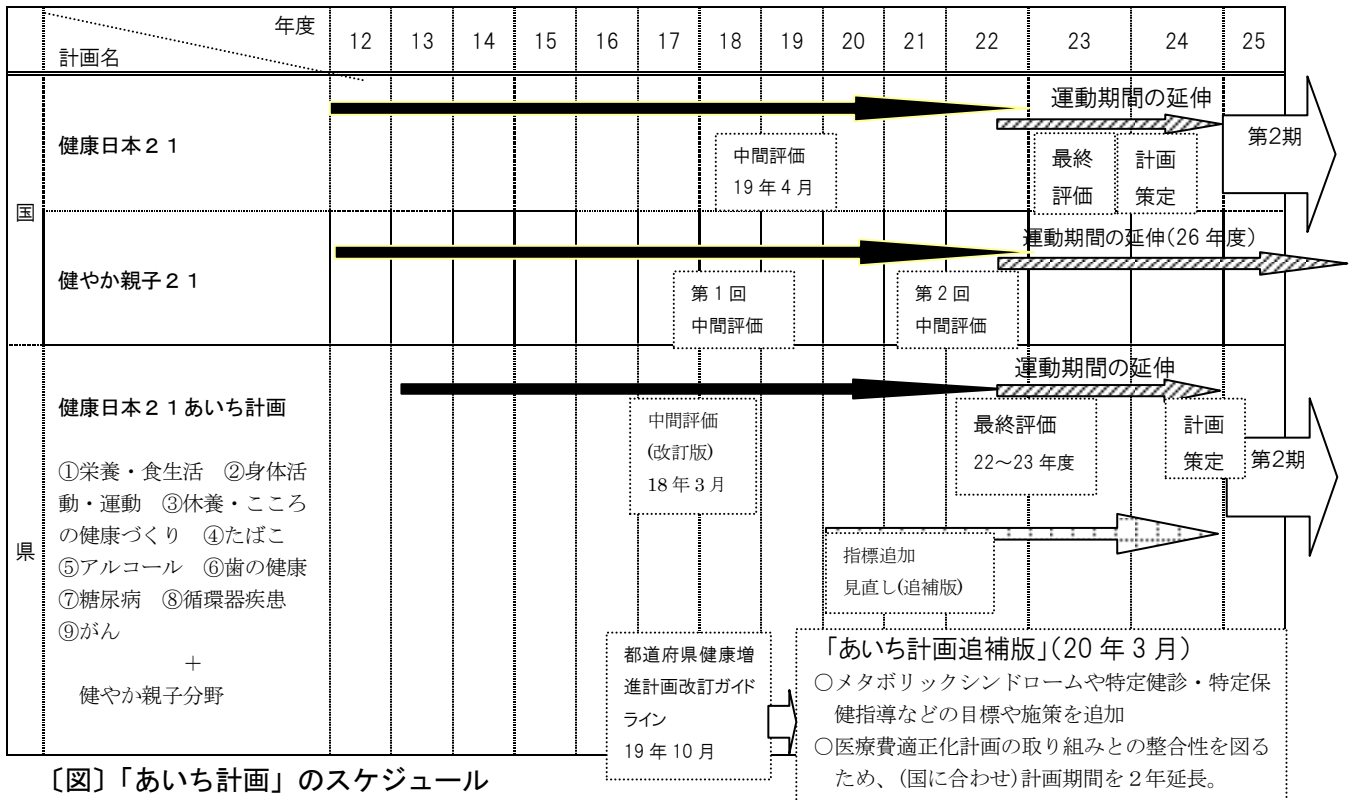 年度
計画名
12 13 14 15 16 17 18 19 20 21 22 23 24 25
国
健康日本２１
運動期間の延伸
第2期
中間評価
19年4月
最終
評価
計画
策定
健やか親子２１
運動期間の延伸(26年度)
第１回
中間評価
第２回
中間評価
県
健康日本２１あいち計画
①栄養・食生活　②身体活
動・運動　③休養・こころ
の健康づくり　④たばこ
⑤アルコール　⑥歯の健康
⑦糖尿病　⑧循環器疾患
⑨がん
＋
健やか親子分野
運動期間の延伸
中間評価
(改訂版)
18年3月
最終評価
22～23年度
計画
策定
第2期
指標追加
見直し(追補版)
都道府県健康増
進計画改訂ガイド
ライン
19年10月
「あいち計画追補版」(20年3月)
○メタボリックシンドロームや特定健診・特定保
健指導などの目標や施策を追加
○医療費適正化計画の取り組みとの整合性を図る
ため、(国に合わせ)計画期間を２年延長。
〔図〕「あいち計画」のスケジュール